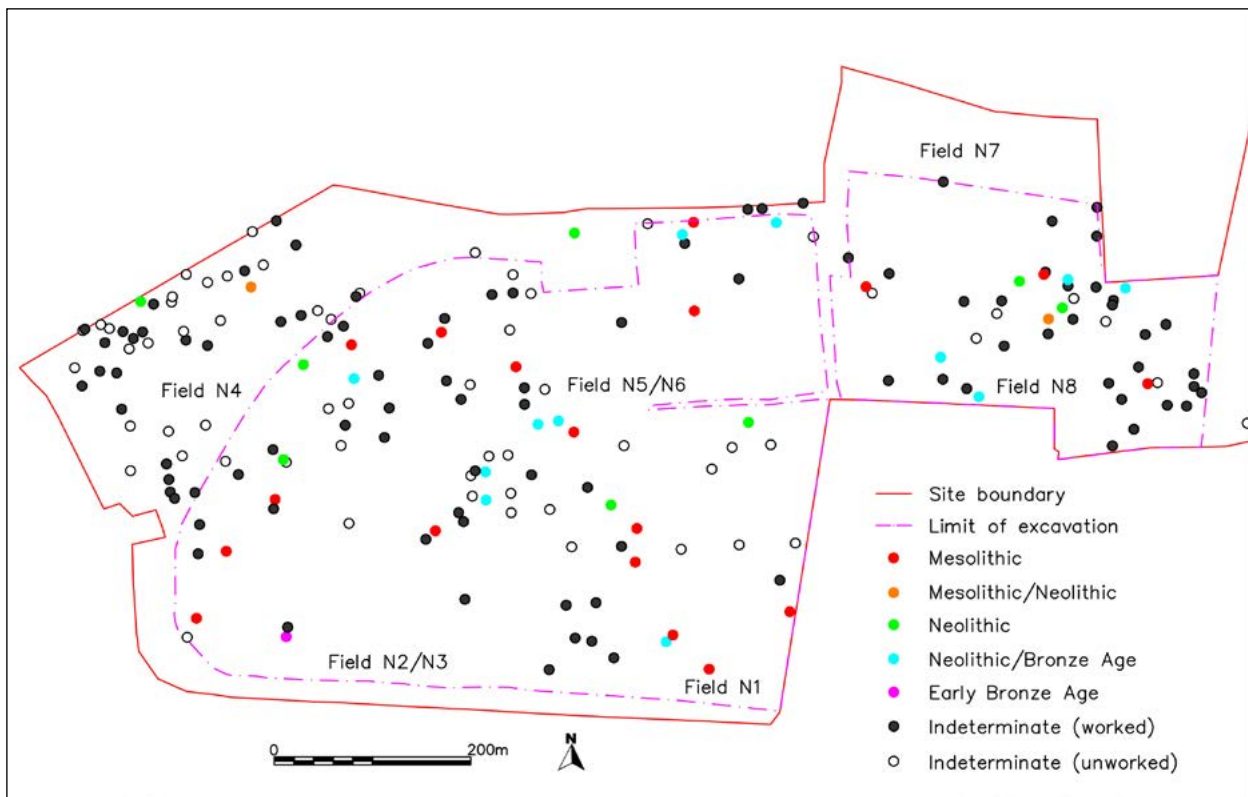 Field N7
Field N4
Field N5/N6
Field N8
Field N2/N3
Field N1
Site boundary
Limit of excavation
Mesolithic
Mesolithic/Neolithic
Neolithic
Neolithic/Bronze Age
Early Bronze Age
Indeterminate (worked)
Indeterminate (unworked)
0 200m
N